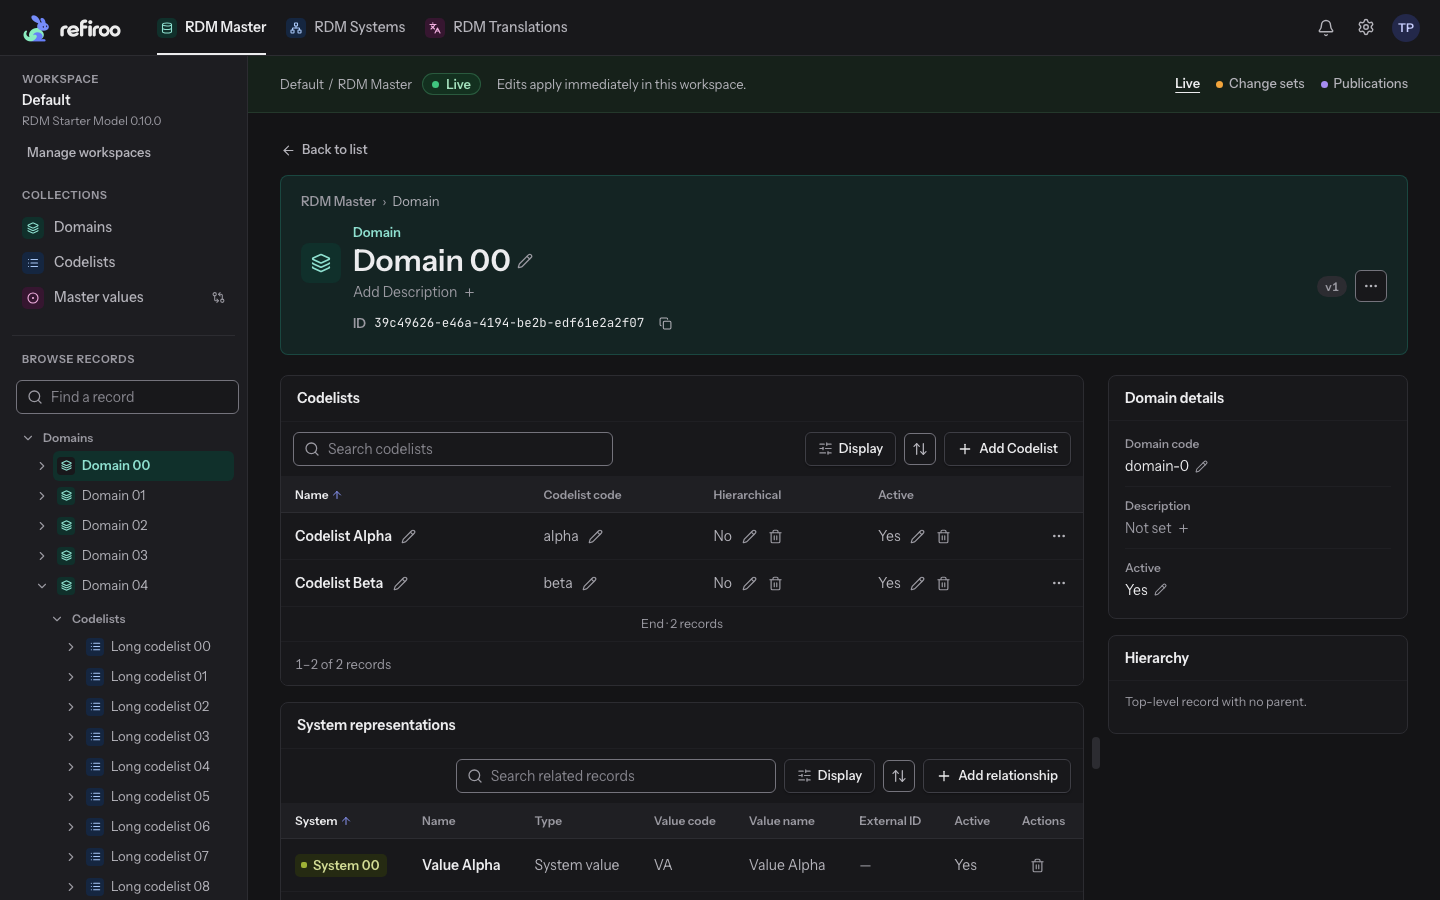 refiroo
RDM Master
RDM Systems
RDM Translations
TP
WORKSPACE
Default
RDM Starter Model 0.10.0
Manage workspaces
COLLECTIONS
Domains
Codelists
Master values
BROWSE RECORDS
Find a record
Domains
Domain 00
Domain 01
Domain 02
Domain 03
Domain 04
Codelists
Long codelist 00
Long codelist 01
Long codelist 02
Long codelist 03
Long codelist 04
Long codelist 05
Long codelist 06
Long codelist 07
Long codelist 08
Default / RDM Master Live Edits apply immediately in this workspace.
Live Change sets Publications
Back to list
RDM Master › Domain
Domain
Domain 00
Add Description +
v1
ID 39c49626-e46a-4194-be2b-edf61e2a2f07
Codelists
Search codelists Display + Add Codelist
Name Codelist code Hierarchical Active
Codelist Alpha alpha No Yes
Codelist Beta beta No Yes
End · 2 records
1–2 of 2 records
System representations
Search related records Display + Add relationship
System Name Type Value code Value name External ID Active Actions
System 00 Value Alpha System value VA Value Alpha — Yes
Domain details
Domain code
domain-0
Description
Not set +
Active
Yes
Hierarchy
Top-level record with no parent.